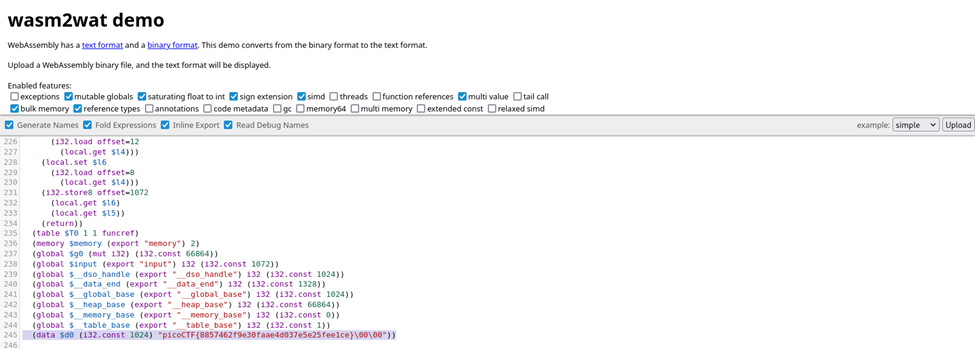 wasm2wat demo
WebAssembly has a text format and a binary format. This demo converts from the binary format to the text format.
Upload a WebAssembly binary file, and the text format will be displayed.
Enabled features:
exceptions mutable globals saturating float to int sign extension simd threads function references multi value tail call
bulk memory reference types annotations code metadata gc memory64 multi memory extended const relaxed simd
Generate Names Fold Expressions Inline Export Read Debug Names example: simple Upload
226 (i32.load offset=12
227 (local.get $l4)))
228 (local.set $l6
229 (i32.load offset=8
230 (local.get $l4)))
231 (i32.store8 offset=1072
232 (local.get $l6)
233 (local.get $l5))
234 (return))
235 (table $T0 1 1 funcref)
236 (memory $memory (export "memory") 2)
237 (global $g0 (mut i32) (i32.const 66864))
238 (global $input (export "input") i32 (i32.const 1072))
239 (global $__dso_handle (export "__dso_handle") i32 (i32.const 1024))
240 (global $__data_end (export "__data_end") i32 (i32.const 1328))
241 (global $__global_base (export "__global_base") i32 (i32.const 1024))
242 (global $__heap_base (export "__heap_base") i32 (i32.const 66864))
243 (global $__memory_base (export "__memory_base") i32 (i32.const 0))
244 (global $__table_base (export "__table_base") i32 (i32.const 1))
245 (data $d0 (i32.const 1024) "picoCTF{8857462f9e30faae4d037e5e25fee1ce}\00\00"))
246